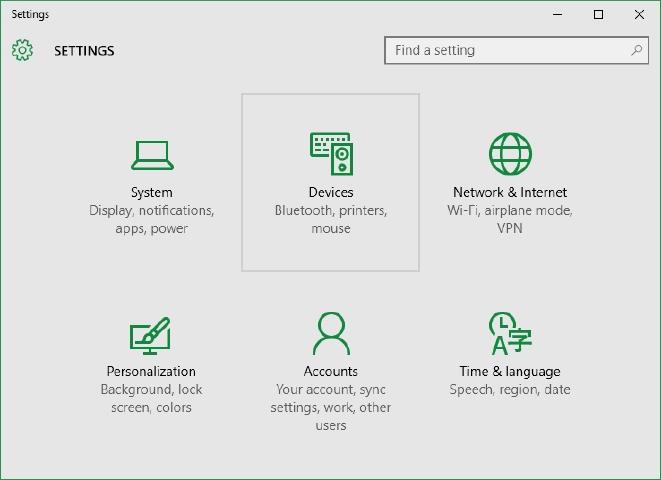 Settings
SETTINGS
Find a setting
System
Display, notifications,
apps, power
Devices
Bluetooth, printers,
mouse
Network & Internet
Wi-Fi, airplane mode,
VPN
Personalization
Background, lock
screen, colors
Accounts
Your account, sync
settings, work, other
users
A字
Time & language
Speech, region, date